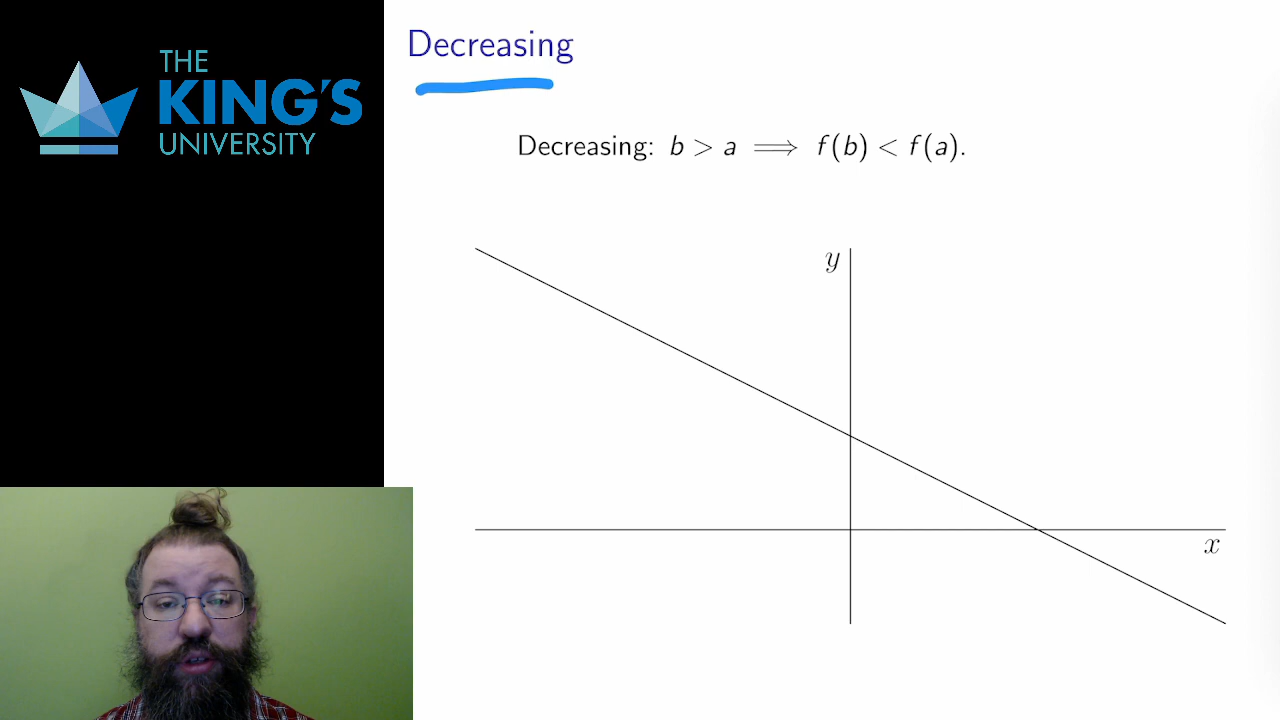 THE
KING'S
UNIVERSITY
Decreasing
Decreasing: b > a ⟹ f(b) < f(a).
y
x